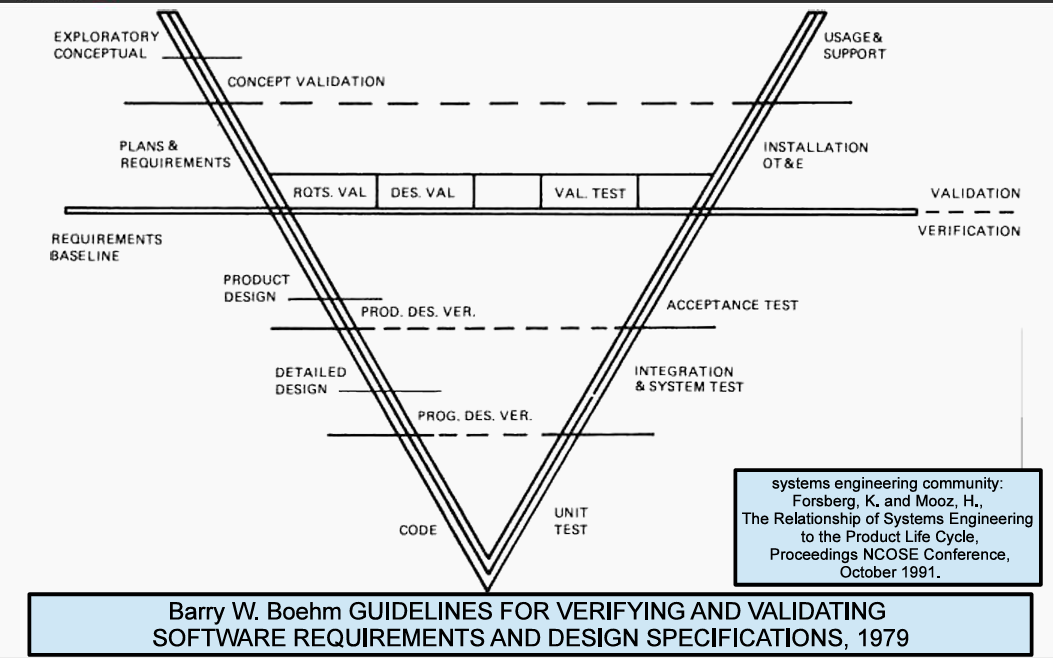 EXPLORATORY
CONCEPTUAL
USAGE &
SUPPORT
CONCEPT VALIDATION
PLANS &
REQUIREMENTS
INSTALLATION
OT & E
RQTS. VAL
DES. VAL
VAL. TEST
VALIDATION
VERIFICATION
REQUIREMENTS
BASELINE
PRODUCT
DESIGN
PROD. DES. VER.
ACCEPTANCE TEST
DETAILED
DESIGN
INTEGRATION
& SYSTEM TEST
PROG. DES. VER.
CODE
UNIT
TEST
systems engineering community:
Forsberg, K. and Mooz, H.,
The Relationship of Systems Engineering
to the Product Life Cycle,
Proceedings NCOSE Conference,
October 1991.
Barry W. Boehm GUIDELINES FOR VERIFYING AND VALIDATING
SOFTWARE REQUIREMENTS AND DESIGN SPECIFICATIONS, 1979